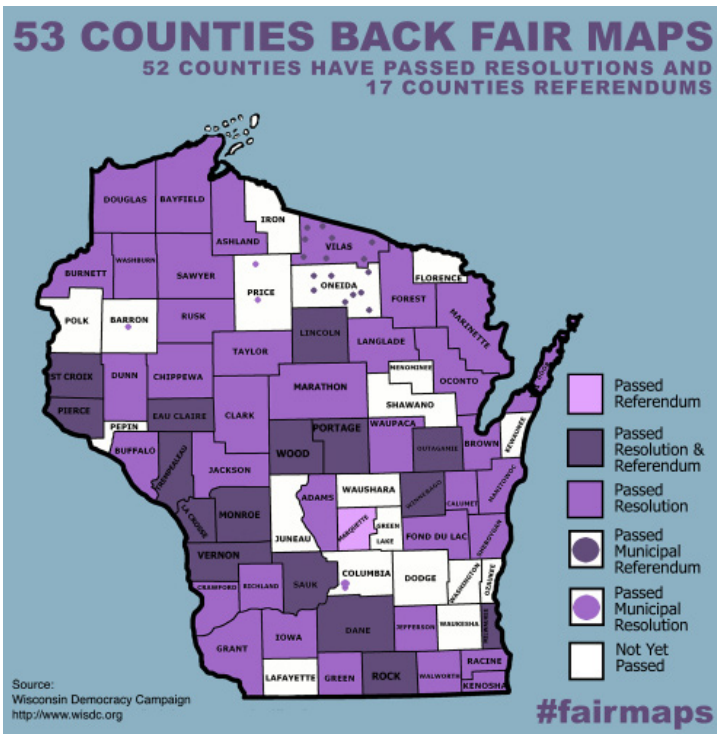 53 COUNTIES BACK FAIR MAPS
52 COUNTIES HAVE PASSED RESOLUTIONS AND
17 COUNTIES REFERENDUMS
DOUGLAS
BAYFIELD
IRON
ASHLAND
VILAS
BURNETT
WASHBURN
SAWYER
PRICE
ONEIDA
FLORENCE
FOREST
MARINETTE
POLK
BARRON
RUSK
LINCOLN
LANGLADE
TAYLOR
MENOMINEE
OCONTO
DOOR
ST CROIX
DUNN
CHIPPEWA
MARATHON
SHAWANO
PIERCE
EAU CLAIRE
CLARK
PEPIN
PORTAGE
WAUPACA
KEWAUNEE
BUFFALO
TREMPEALEAU
WOOD
OUTAGAMIE
BROWN
JACKSON
ADAMS
WAUSHARA
WINNEBAGO
CALUMET
MANITOWOC
LA CROSSE
MONROE
JUNEAU
MARQUETTE
GREEN
LAKE
FOND DU LAC
SHEBOYGAN
VERNON
SAUK
COLUMBIA
DODGE
WASHINGTON
OZAUKEE
CRAWFORD
RICHLAND
GRANT
IOWA
DANE
JEFFERSON
WAUKESHA
MILWAUKEE
LAFAYETTE
GREEN
ROCK
WALWORTH
RACINE
KENOSHA
Passed
Referendum
Passed
Resolution &
Referendum
Passed
Resolution
Passed
Municipal
Referendum
Passed
Municipal
Resolution
Not Yet
Passed
Source:
Wisconsin Democracy Campaign
http://www.wisdc.org
#fairmaps